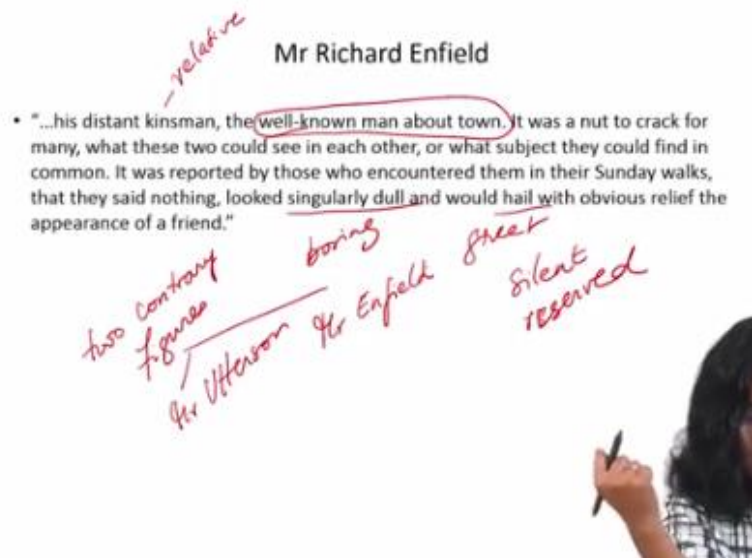 relative
Mr Richard Enfield
• "...his distant kinsman, the well-known man about town. It was a nut to crack for
many, what these two could see in each other, or what subject they could find in
common. It was reported by those who encountered them in their Sunday walks,
that they said nothing, looked singularly dull and would hail with obvious relief the
appearance of a friend."
two contrary
figures
boring
greet
silent
reserved
Mr Utterson
Mr Enfield